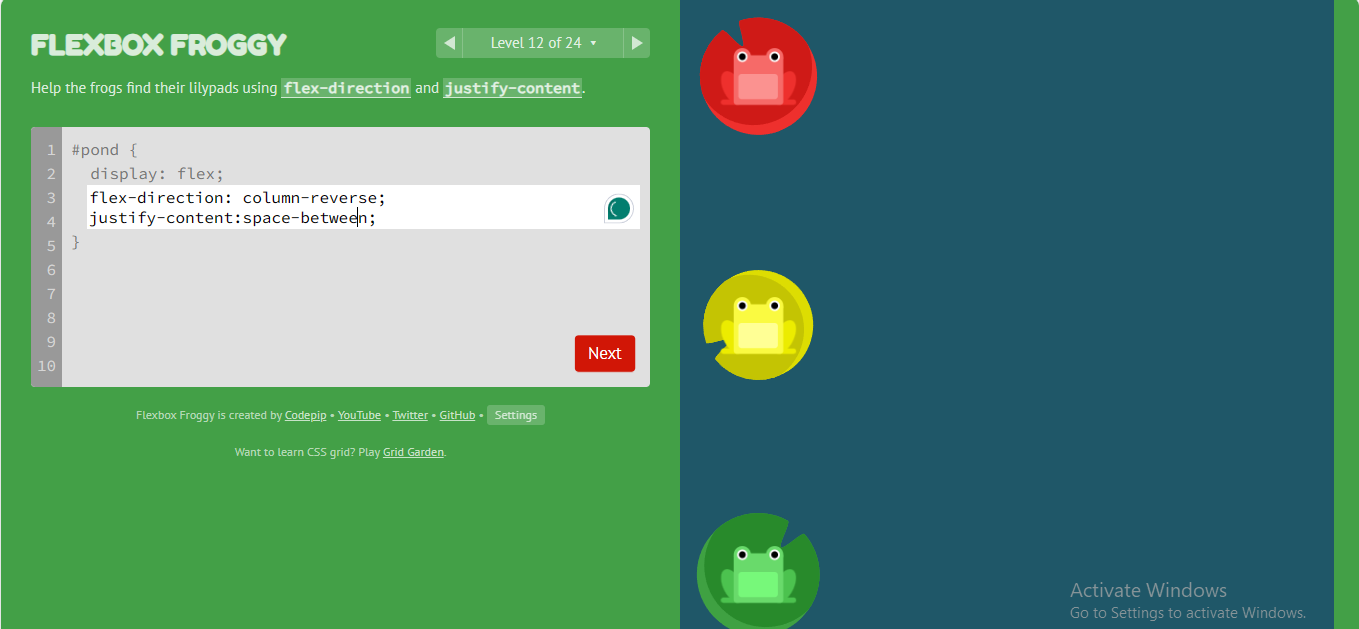 FLEXBOX FROGGY
◀ Level 12 of 24 ▾ ▶
Help the frogs find their lilypads using flex-direction and justify-content.
1 #pond {
2 display: flex;
3 flex-direction: column-reverse;
4 justify-content:space-between;
5 }
6
7
8
9
10
Next
Flexbox Froggy is created by Codepip • YouTube • Twitter • GitHub • Settings
Want to learn CSS grid? Play Grid Garden.
Activate Windows
Go to Settings to activate Windows.